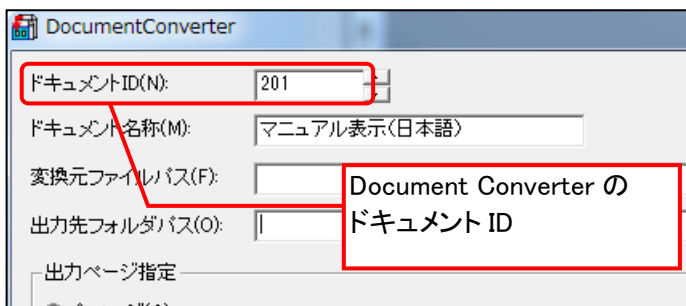 DocumentConverter
ドキュメントID(N):
201
ドキュメント名称(M):
マニュアル表示(日本語)
変換元ファイルパス(F):
Document Converter の
ドキュメント ID
出力先フォルダパス(O):
出力ページ指定